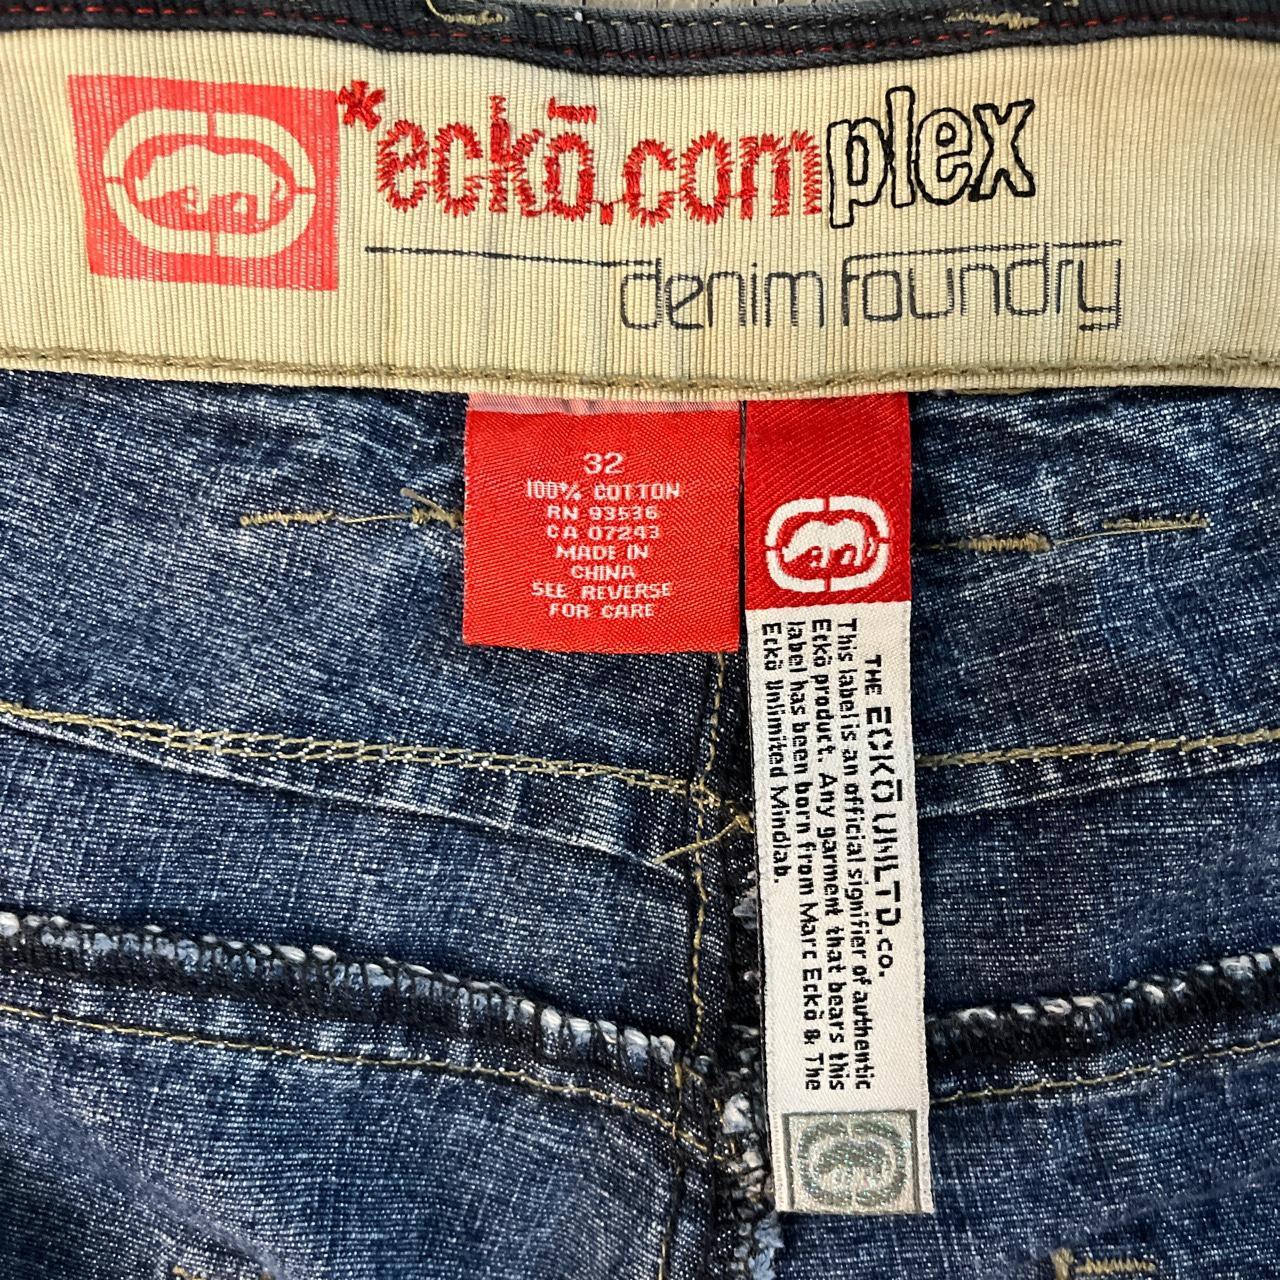 *eckō.complex
denim foundry
32
100% COTTON
RN 93536
CA 07243
MADE IN
CHINA
SEE REVERSE
FOR CARE
THE ECKŌ UNLTD.co.
This label is an official signifier of authentic
Eckō product. Any garment that bears this
label has been born from Marc Eckō & The
Eckō Unlimited Mindlab.